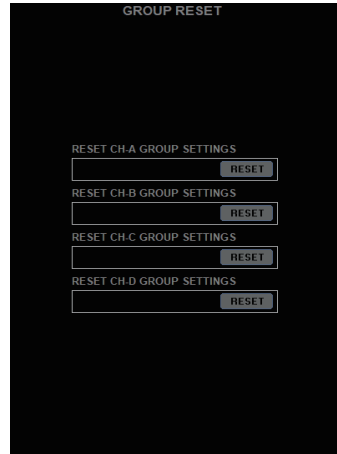 GROUP RESET
RESET CH-A GROUP SETTINGS
RESET
RESET CH-B GROUP SETTINGS
RESET
RESET CH-C GROUP SETTINGS
RESET
RESET CH-D GROUP SETTINGS
RESET